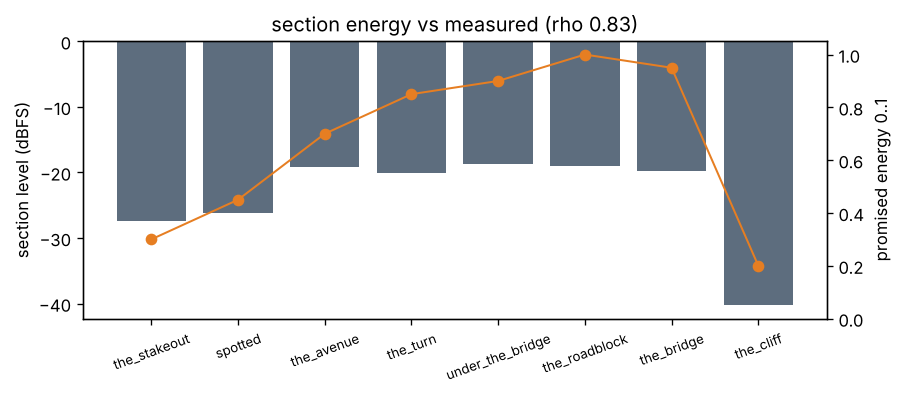 section energy vs measured (rho 0.83)
section level (dBFS)
0
−10
−20
−30
−40
1.0
0.8
0.6
0.4
0.2
0.0
promised energy 0..1
the_stakeout
spotted
the_avenue
the_turn
under_the_bridge
the_roadblock
the_bridge
the_cliff